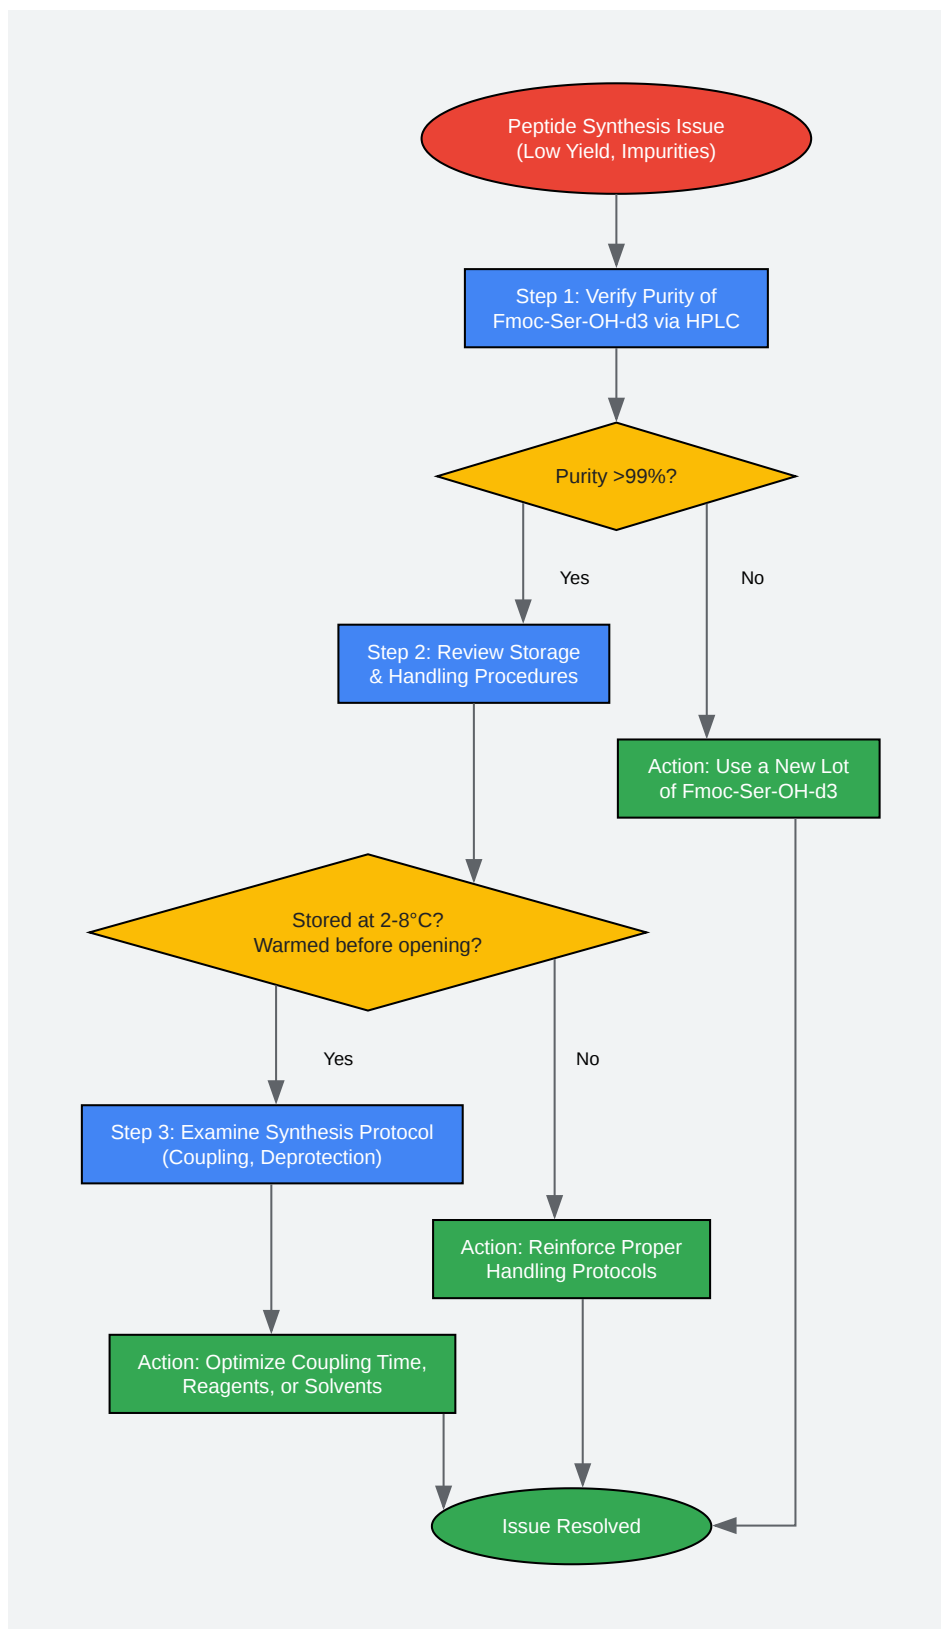 Peptide Synthesis Issue
(Low Yield, Impurities)
Step 1: Verify Purity of
Fmoc-Ser-OH-d3 via HPLC
Purity >99%?
Yes
No
Step 2: Review Storage
& Handling Procedures
Action: Use a New Lot
of Fmoc-Ser-OH-d3
Stored at 2-8°C?
Warmed before opening?
Yes
No
Step 3: Examine Synthesis Protocol
(Coupling, Deprotection)
Action: Reinforce Proper
Handling Protocols
Action: Optimize Coupling Time,
Reagents, or Solvents
Issue Resolved